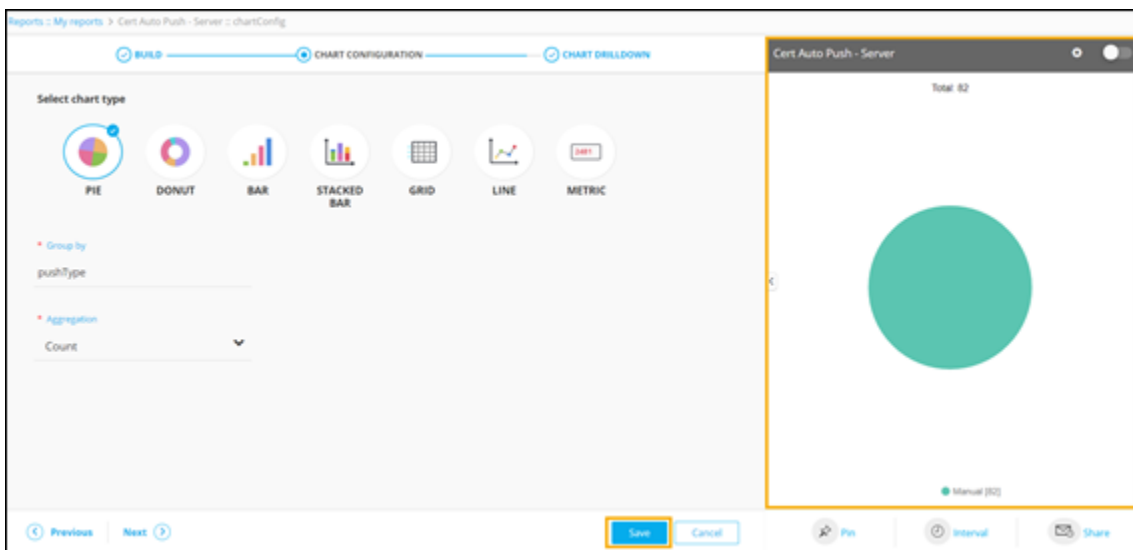 Reports :: My reports > Cert Auto Push - Server :: chartConfig
BUILD
CHART CONFIGURATION
CHART DRILLDOWN
Cert Auto Push - Server
Total: 82
Select chart type
PIE
DONUT
BAR
STACKED
BAR
GRID
LINE
2481
METRIC
* Group by
pushType
* Aggregation
Count
Manual [82]
Previous
Next
Save
Cancel
Pin
Interval
Share